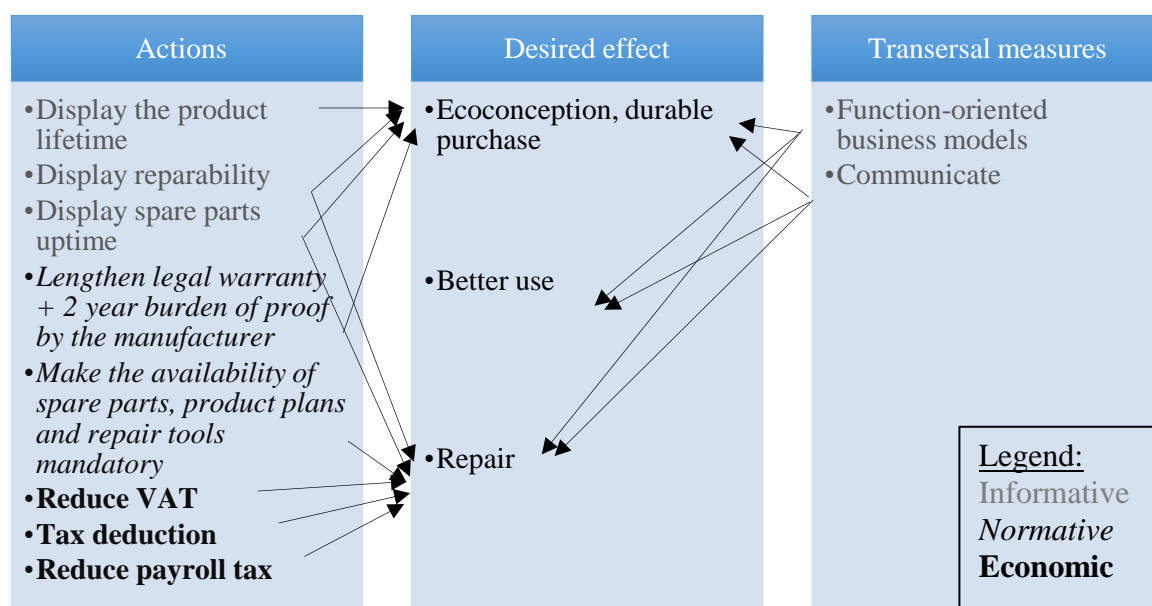 Actions
•Display the product
lifetime
•Display reparability
•Display spare parts
uptime
•Lengthen legal warranty
+ 2 year burden of proof
by the manufacturer
•Make the availability of
spare parts, product plans
and repair tools
mandatory
•Reduce VAT
•Tax deduction
•Reduce payroll tax
Desired effect
•Ecoconception, durable
purchase
•Better use
•Repair
Transersal measures
•Function-oriented
business models
•Communicate
Legend:
Informative
Normative
Economic